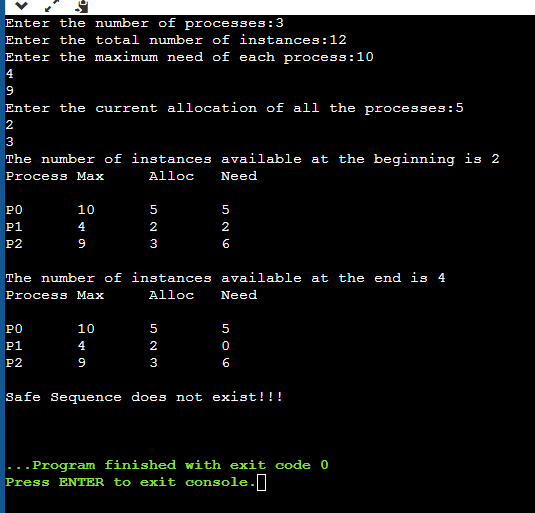 Enter the number of processes:3
Enter the total number of instances:12
Enter the maximum need of each process:10
4
9
Enter the current allocation of all the processes:5
2
3
The number of instances available at the beginning is 2
Process Max Alloc Need
P0 10 5 5
P1 4 2 2
P2 9 3 6
The number of instances available at the end is 4
Process Max Alloc Need
P0 10 5 5
P1 4 2 0
P2 9 3 6
Safe Sequence does not exist!!!
...Program finished with exit code 0
Press ENTER to exit console.